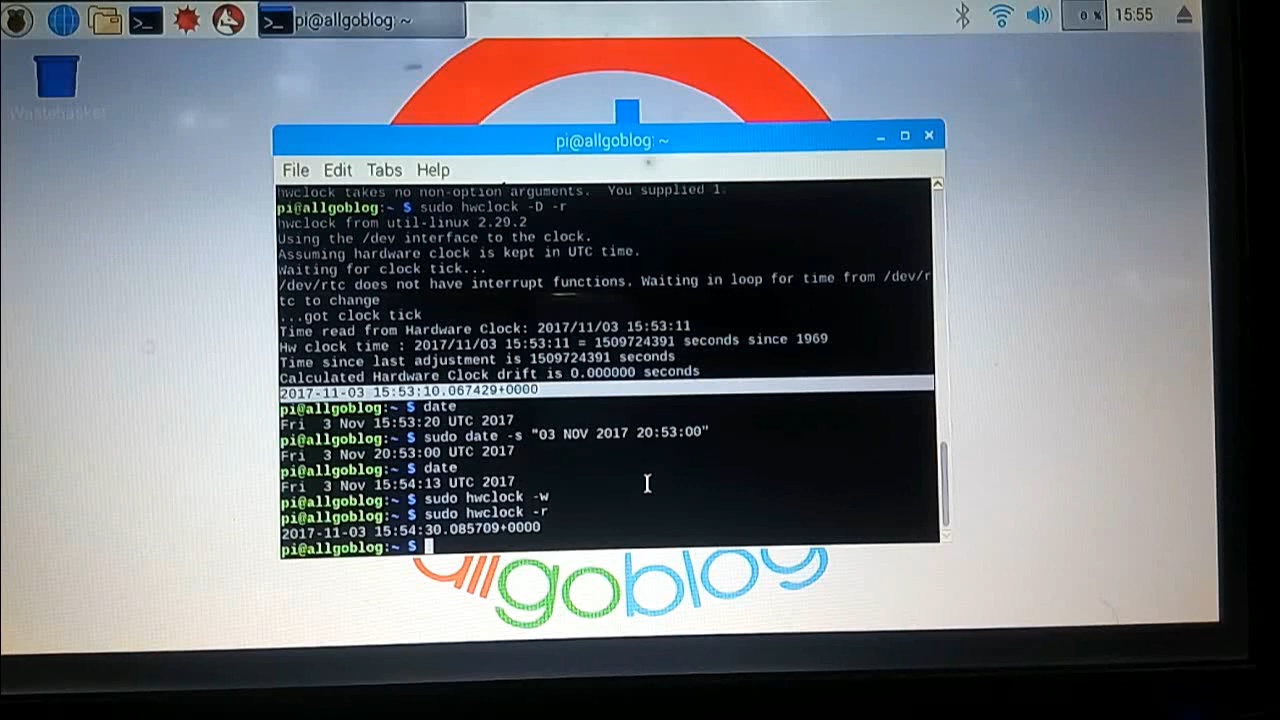 pi@allgoblog: ~
0 %
15:55
Wastebasket
pi@allgoblog: ~
File Edit Tabs Help
hwclock takes no non-option arguments.  You supplied 1.
pi@allgoblog:~ $ sudo hwclock -D -r
hwclock from util-linux 2.29.2
Using the /dev interface to the clock.
Assuming hardware clock is kept in UTC time.
Waiting for clock tick...
/dev/rtc does not have interrupt functions. Waiting in loop for time from /dev/r
tc to change
...got clock tick
Time read from Hardware Clock: 2017/11/03 15:53:11
Hw clock time : 2017/11/03 15:53:11 = 1509724391 seconds since 1969
Time since last adjustment is 1509724391 seconds
Calculated Hardware Clock drift is 0.000000 seconds
2017-11-03 15:53:10.067429+0000
pi@allgoblog:~ $ date
Fri  3 Nov 15:53:20 UTC 2017
pi@allgoblog:~ $ sudo date -s "03 NOV 2017 20:53:00"
Fri  3 Nov 20:53:00 UTC 2017
pi@allgoblog:~ $ date
Fri  3 Nov 15:54:13 UTC 2017
pi@allgoblog:~ $ sudo hwclock -w
pi@allgoblog:~ $ sudo hwclock -r
2017-11-03 15:54:30.085709+0000
pi@allgoblog:~ $
allgoblog